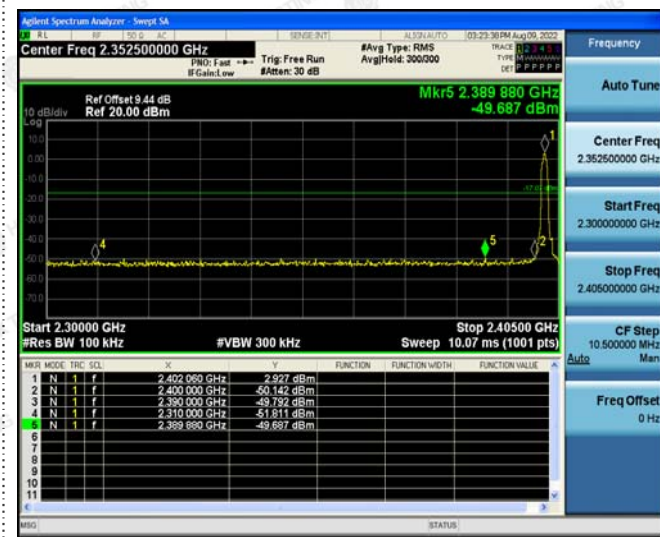 Agilent Spectrum Analyzer - Swept SA
RL RF 50 Ω AC SENSE:INT ALIGN AUTO 03:23:38 PM Aug 09, 2022
Center Freq 2.352500000 GHz
PNO: Fast
IFGain:Low
Trig: Free Run
#Atten: 30 dB
#Avg Type: RMS
Avg|Hold: 300/300
TRACE 1 2 3 4 5 6
TYPE
DET P P P P P P
Ref Offset 9.44 dB
Ref 20.00 dBm
10 dB/div
Log
Mkr5 2.389 880 GHz
-49.687 dBm
10.0
0.00
-10.0
-20.0
-30.0
-40.0
-50.0
-60.0
-70.0
1
4
5
2
Start 2.30000 GHz
Stop 2.40500 GHz
#Res BW 100 kHz #VBW 300 kHz Sweep 10.07 ms (1001 pts)
MKR MODE TRC SCL X Y FUNCTION FUNCTION WIDTH FUNCTION VALUE
1 N 1 f 2.402 060 GHz 2.927 dBm
2 N 1 f 2.400 000 GHz -50.142 dBm
3 N 1 f 2.390 000 GHz -49.792 dBm
4 N 1 f 2.310 000 GHz -51.811 dBm
5 N 1 f 2.389 880 GHz -49.687 dBm
6
7
8
9
10
11
MSG STATUS
Frequency
Auto Tune
Center Freq
2.352500000 GHz
Start Freq
2.300000000 GHz
Stop Freq
2.405000000 GHz
CF Step
10.500000 MHz
Auto Man
Freq Offset
0 Hz